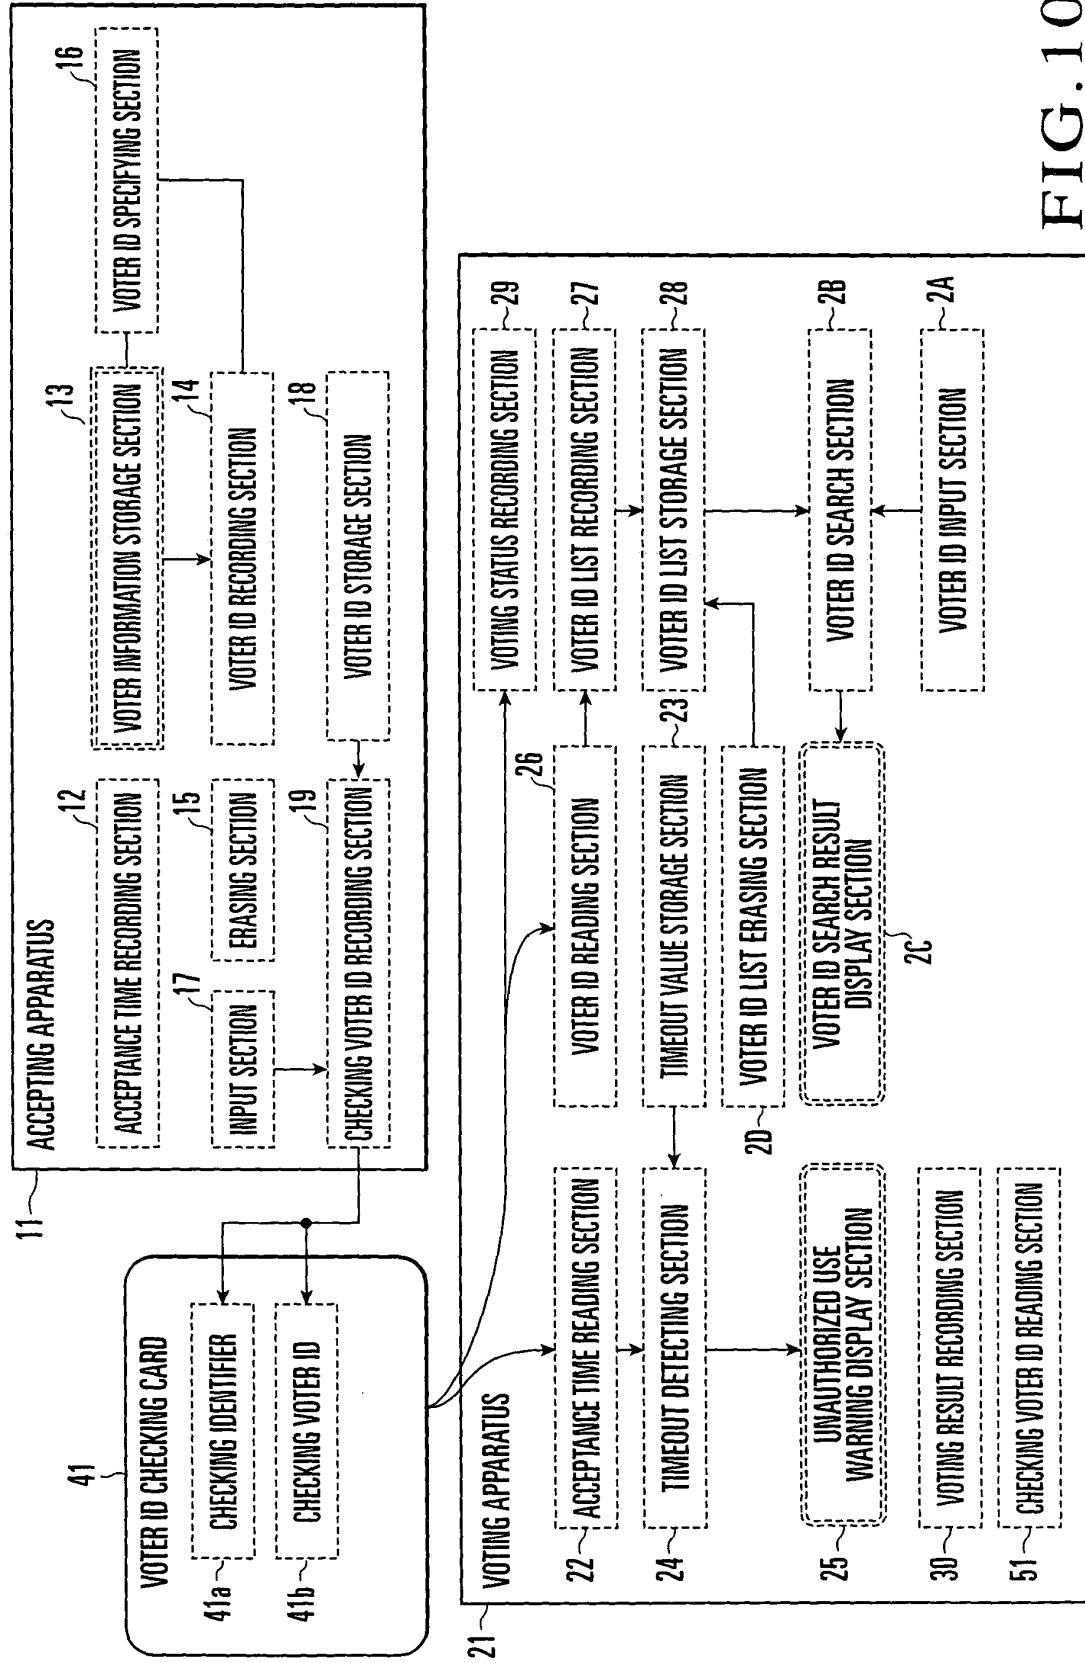 ACCEPTING APPARATUS
11
ACCEPTANCE TIME RECORDING SECTION
12
VOTER INFORMATION STORAGE SECTION
13
VOTER ID SPECIFYING SECTION
16
INPUT SECTION
17
ERASING SECTION
15
VOTER ID RECORDING SECTION
14
CHECKING VOTER ID RECORDING SECTION
19
VOTER ID STORAGE SECTION
18
41
VOTER ID CHECKING CARD
CHECKING IDENTIFIER
41a
CHECKING VOTER ID
41b
VOTING APPARATUS
21
VOTING STATUS RECORDING SECTION
29
22
ACCEPTANCE TIME READING SECTION
VOTER ID READING SECTION
26
VOTER ID LIST RECORDING SECTION
27
24
TIMEOUT DETECTING SECTION
TIMEOUT VALUE STORAGE SECTION
23
VOTER ID LIST STORAGE SECTION
28
VOTER ID LIST ERASING SECTION
2D
25
UNAUTHORIZED USE
WARNING DISPLAY SECTION
VOTER ID SEARCH RESULT
DISPLAY SECTION
2C
VOTER ID SEARCH SECTION
2B
30
VOTING RESULT RECORDING SECTION
VOTER ID INPUT SECTION
2A
51
CHECKING VOTER ID READING SECTION
FIG.10